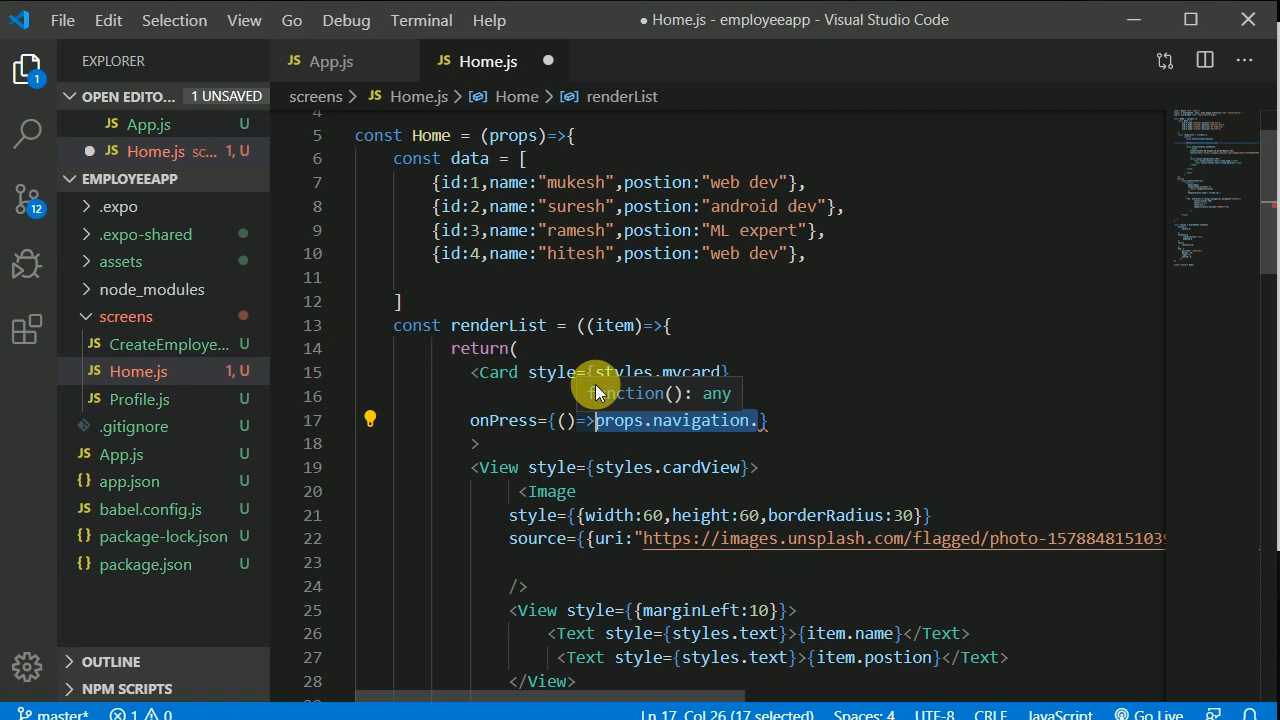 File Edit Selection View Go Debug Terminal Help
● Home.js - employeeapp - Visual Studio Code
EXPLORER
JS App.js
JS Home.js
1
OPEN EDITO... 1 UNSAVED
screens > JS Home.js > Home > renderList
JS App.js U
JS Home.js sc... 1, U
EMPLOYEEAPP
.expo
.expo-shared
assets
node_modules
screens
JS CreateEmploye... U
JS Home.js 1, U
JS Profile.js U
.gitignore U
JS App.js U
{} app.json U
JS babel.config.js U
{} package-lock.json U
{} package.json U
OUTLINE
NPM SCRIPTS
12
4
5 const Home = (props)=>{
6 const data = [
7 {id:1,name:"mukesh",postion:"web dev"},
8 {id:2,name:"suresh",postion:"android dev"},
9 {id:3,name:"ramesh",postion:"ML expert"},
10 {id:4,name:"hitesh",postion:"web dev"},
11
12 ]
13 const renderList = ((item)=>{
14 return(
15 <Card style={styles.mycard}
16 function(): any
17 onPress={()=>props.navigation.}
18 >
19 <View style={styles.cardView}>
20 <Image
21 style={{width:60,height:60,borderRadius:30}}
22 source={{uri:"https://images.unsplash.com/flagged/photo-1578848151039
23
24 />
25 <View style={{marginLeft:10}}>
26 <Text style={styles.text}>{item.name}</Text>
27 <Text style={styles.text}>{item.postion}</Text>
28 </View>
master* 1 0
Ln 17, Col 26 (17 selected) Spaces: 4 UTF-8 CRLF JavaScript Go Live